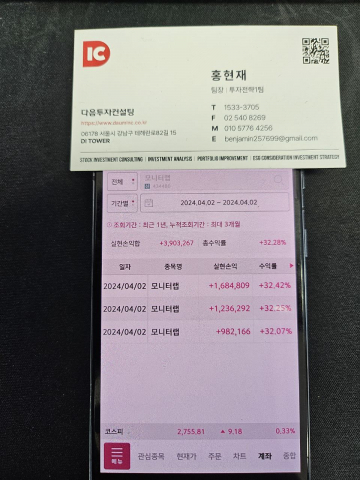 IC
홍현재
팀장 | 투자전략1팀
다음투자컨설팅
T 1533-3705
F 02 540 8269
06178 서울시 강남구 테헤란로82길 15
M 010 5776 4256
DI TOWER
E benjamin257699@gmail.com
STOCK INVESTMENT CONSULTING | INVESTMENT ANALYSIS | PORTFOLIO IMPROVEMENT | ESG CONSIDERATION INVESTMENT STRATEGY
전체
모니터랩
기간별
2024.04.02 ~ 2024.04.02
조회기간 : 최근 1년, 누적조회기간 : 최대 3개월
실현손익합 +3,903,267 총수익률 +32.28%
일자 종목명 실현손익 수익률
2024/04/02 모니터랩 +1,684,809 +32.42%
2024/04/02 모니터랩 +1,236,292
2024/04/02 모니터랩 +982,166 +32.07%
코스피 2,755.81 ▲ 9.18 0.33%
메뉴 관심종목 현재가 주문 차트 계좌 종합